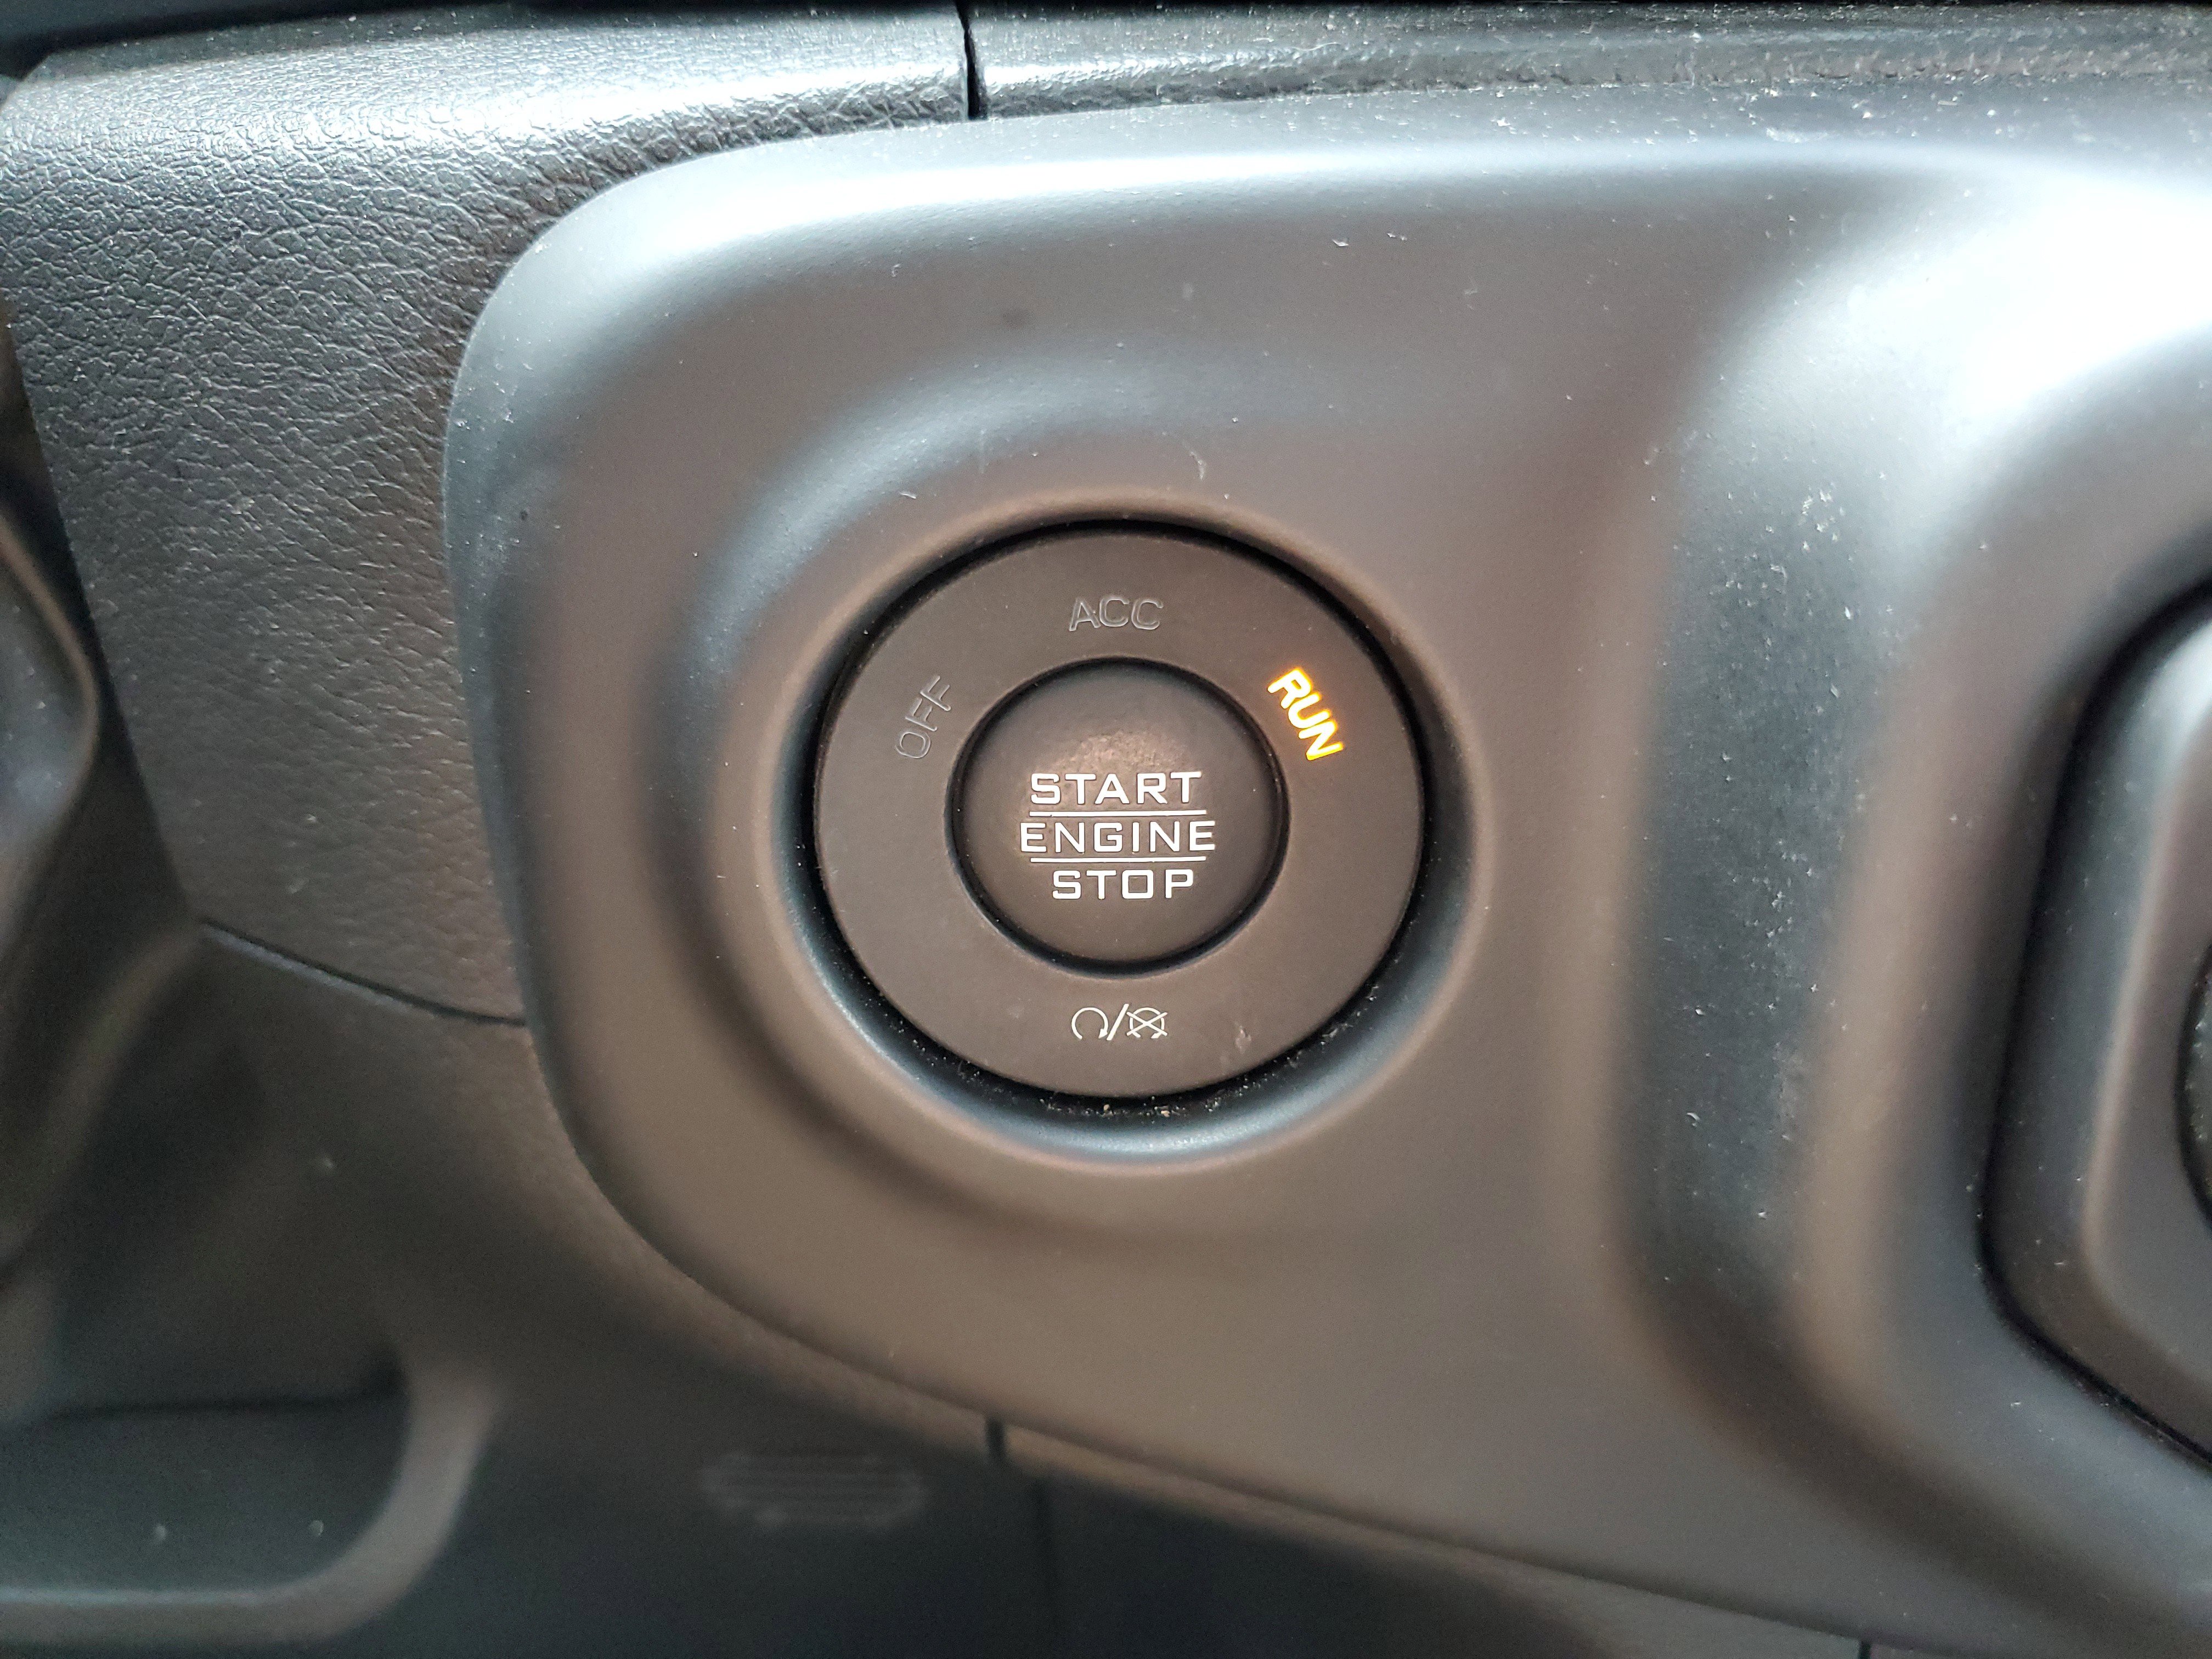 ACC
OFF
RUN
START
ENGINE
STOP